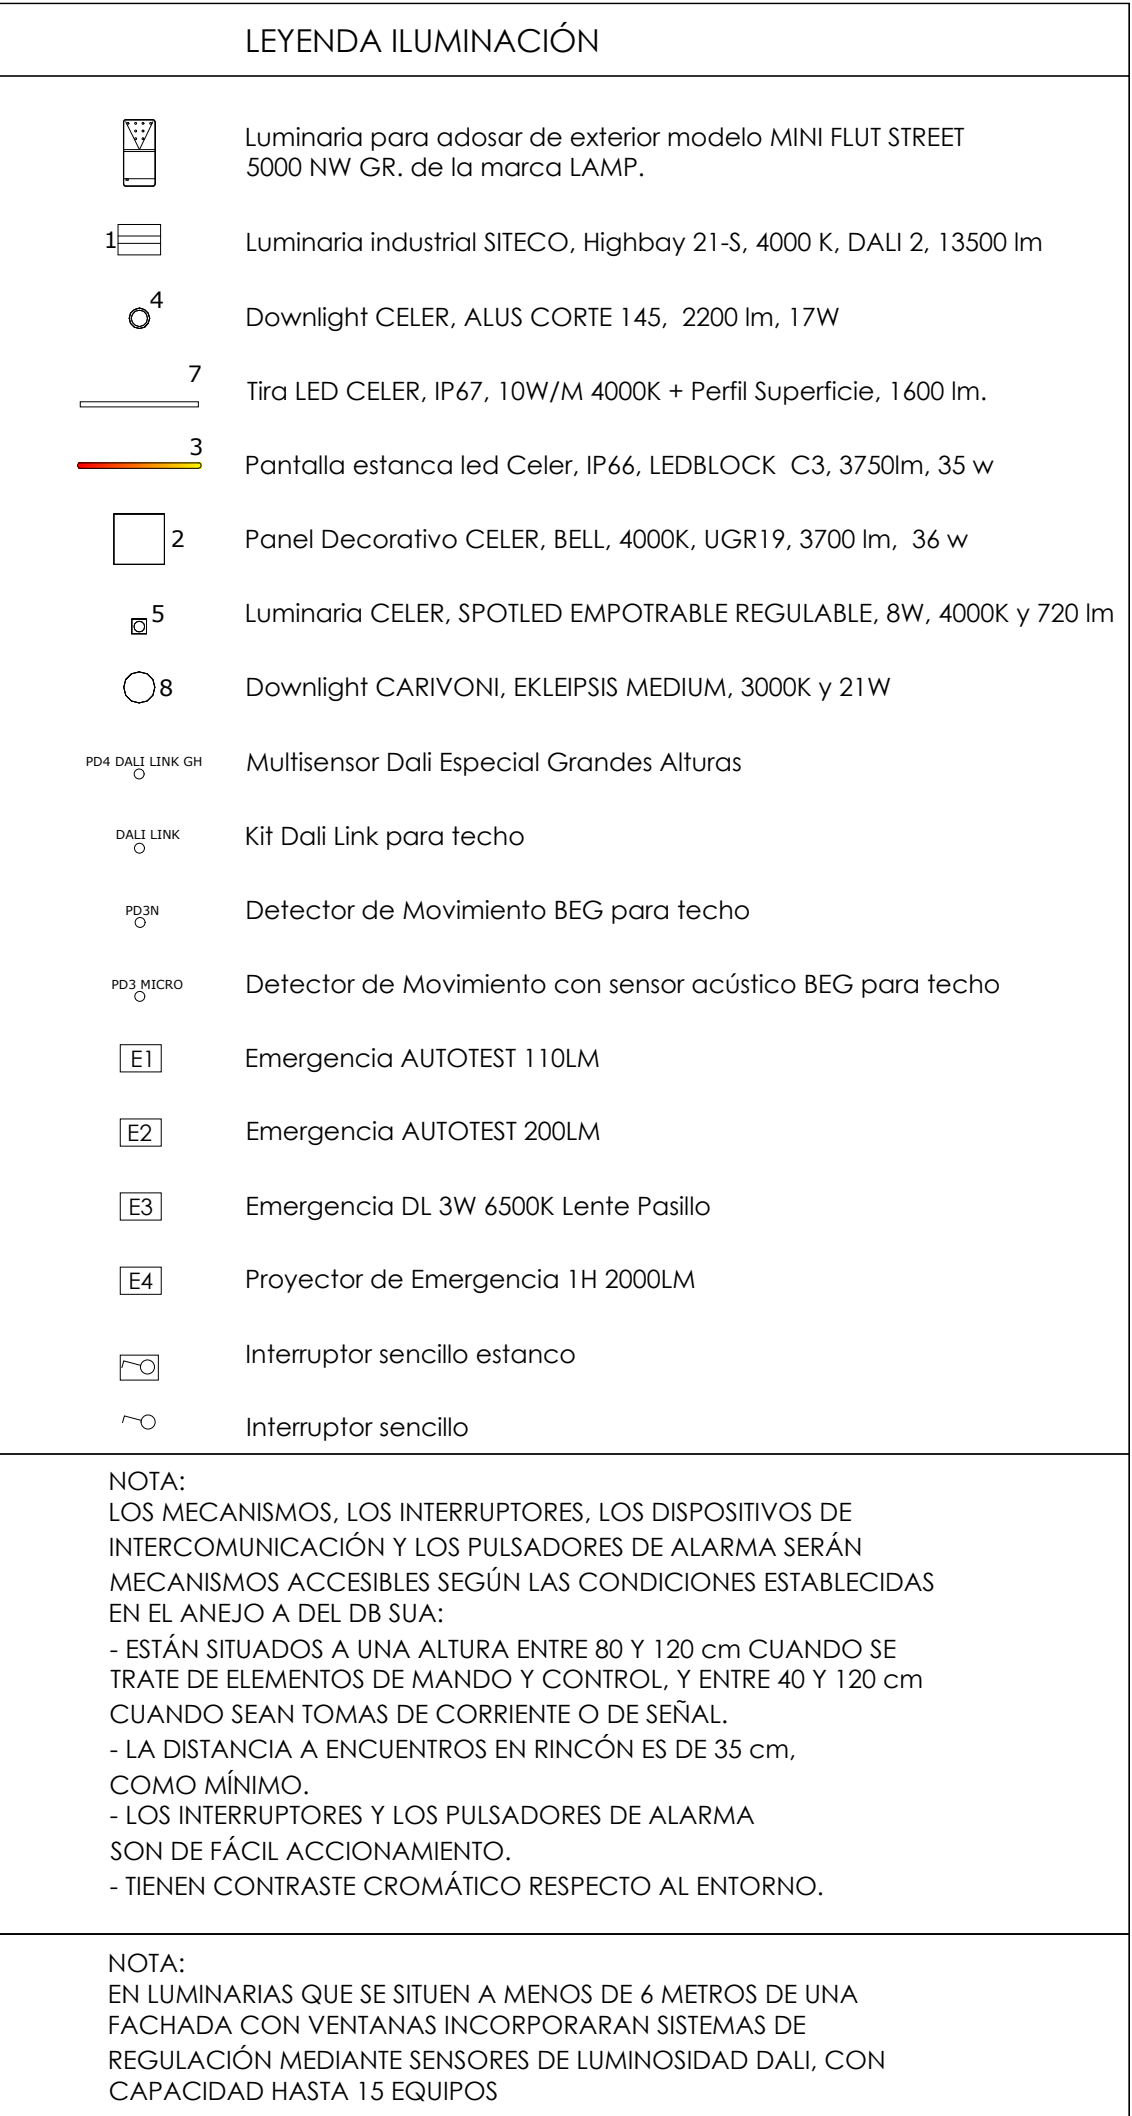 LEYENDA ILUMINACIÓN
Luminaria para adosar de exterior modelo MINI FLUT STREET
5000 NW GR. de la marca LAMP.
1 Luminaria industrial SITECO, Highbay 21-S, 4000 K, DALI 2, 13500 lm
4 Downlight CELER, ALUS CORTE 145, 2200 lm, 17W
7 Tira LED CELER, IP67, 10W/M 4000K + Perfil Superficie, 1600 lm.
3 Pantalla estanca led Celer, IP66, LEDBLOCK C3, 3750lm, 35 w
2 Panel Decorativo CELER, BELL, 4000K, UGR19, 3700 lm, 36 w
5 Luminaria CELER, SPOTLED EMPOTRABLE REGULABLE, 8W, 4000K y 720 lm
8 Downlight CARIVONI, EKLEIPSIS MEDIUM, 3000K y 21W
PD4 DALI LINK GH Multisensor Dali Especial Grandes Alturas
DALI LINK Kit Dali Link para techo
PD3N Detector de Movimiento BEG para techo
PD3 MICRO Detector de Movimiento con sensor acústico BEG para techo
E1 Emergencia AUTOTEST 110LM
E2 Emergencia AUTOTEST 200LM
E3 Emergencia DL 3W 6500K Lente Pasillo
E4 Proyector de Emergencia 1H 2000LM
Interruptor sencillo estanco
Interruptor sencillo
NOTA:
LOS MECANISMOS, LOS INTERRUPTORES, LOS DISPOSITIVOS DE
INTERCOMUNICACIÓN Y LOS PULSADORES DE ALARMA SERÁN
MECANISMOS ACCESIBLES SEGÚN LAS CONDICIONES ESTABLECIDAS
EN EL ANEJO A DEL DB SUA:
- ESTÁN SITUADOS A UNA ALTURA ENTRE 80 Y 120 cm CUANDO SE
TRATE DE ELEMENTOS DE MANDO Y CONTROL, Y ENTRE 40 Y 120 cm
CUANDO SEAN TOMAS DE CORRIENTE O DE SEÑAL.
- LA DISTANCIA A ENCUENTROS EN RINCÓN ES DE 35 cm,
COMO MÍNIMO.
- LOS INTERRUPTORES Y LOS PULSADORES DE ALARMA
SON DE FÁCIL ACCIONAMIENTO.
- TIENEN CONTRASTE CROMÁTICO RESPECTO AL ENTORNO.
NOTA:
EN LUMINARIAS QUE SE SITUEN A MENOS DE 6 METROS DE UNA
FACHADA CON VENTANAS INCORPORARAN SISTEMAS DE
REGULACIÓN MEDIANTE SENSORES DE LUMINOSIDAD DALI, CON
CAPACIDAD HASTA 15 EQUIPOS